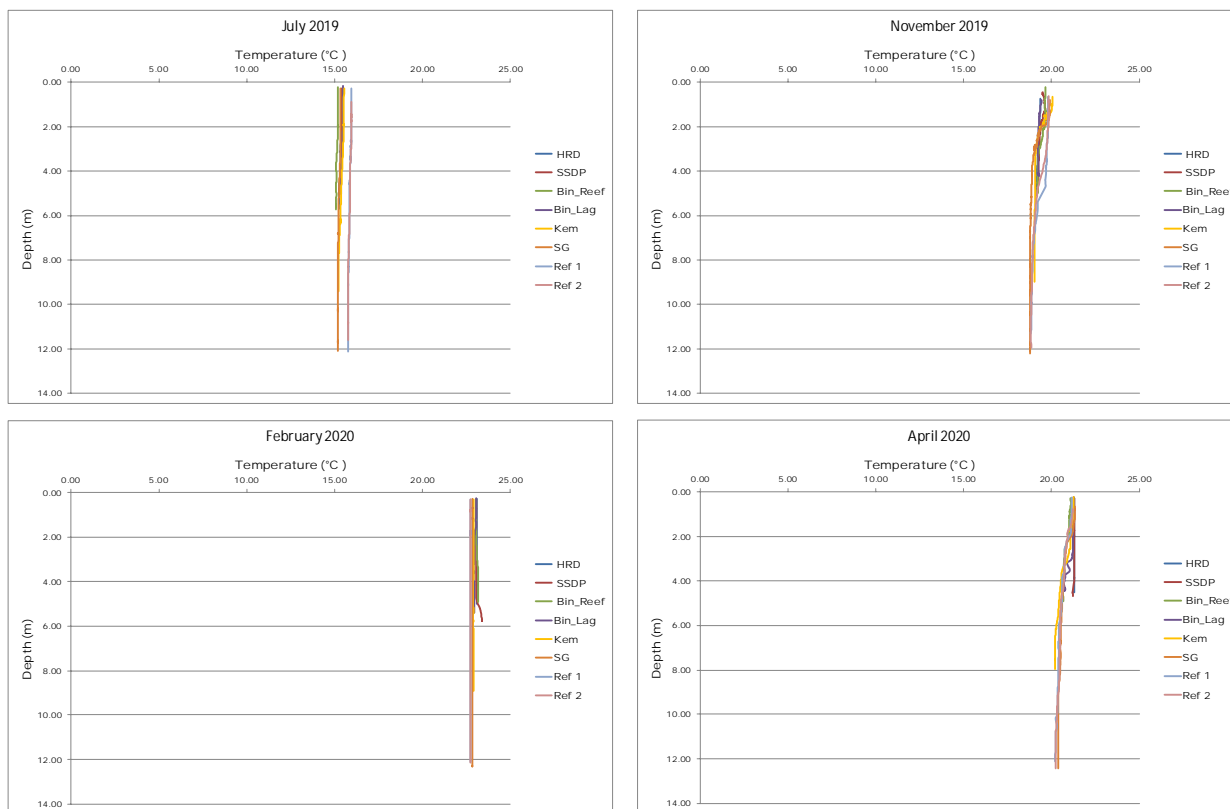 July 2019
Temperature (°C )
0.00 5.00 10.00 15.00 20.00 25.00
0.00
2.00
4.00
6.00
8.00
10.00
12.00
14.00
Depth (m)
HRD
SSDP
Bin_Reef
Bin_Lag
Kem
SG
Ref 1
Ref 2
November 2019
Temperature (°C )
0.00 5.00 10.00 15.00 20.00 25.00
0.00
2.00
4.00
6.00
8.00
10.00
12.00
14.00
Depth (m)
HRD
SSDP
Bin_Reef
Bin_Lag
Kem
SG
Ref 1
Ref 2
February 2020
Temperature (°C )
0.00 5.00 10.00 15.00 20.00 25.00
0.00
2.00
4.00
6.00
8.00
10.00
12.00
14.00
Depth (m)
HRD
SSDP
Bin_Reef
Bin_Lag
Kem
SG
Ref 1
Ref 2
April 2020
Temperature (°C )
0.00 5.00 10.00 15.00 20.00 25.00
0.00
2.00
4.00
6.00
8.00
10.00
12.00
14.00
Depth (m)
HRD
SSDP
Bin_Reef
Bin_Lag
Kem
SG
Ref 1
Ref 2